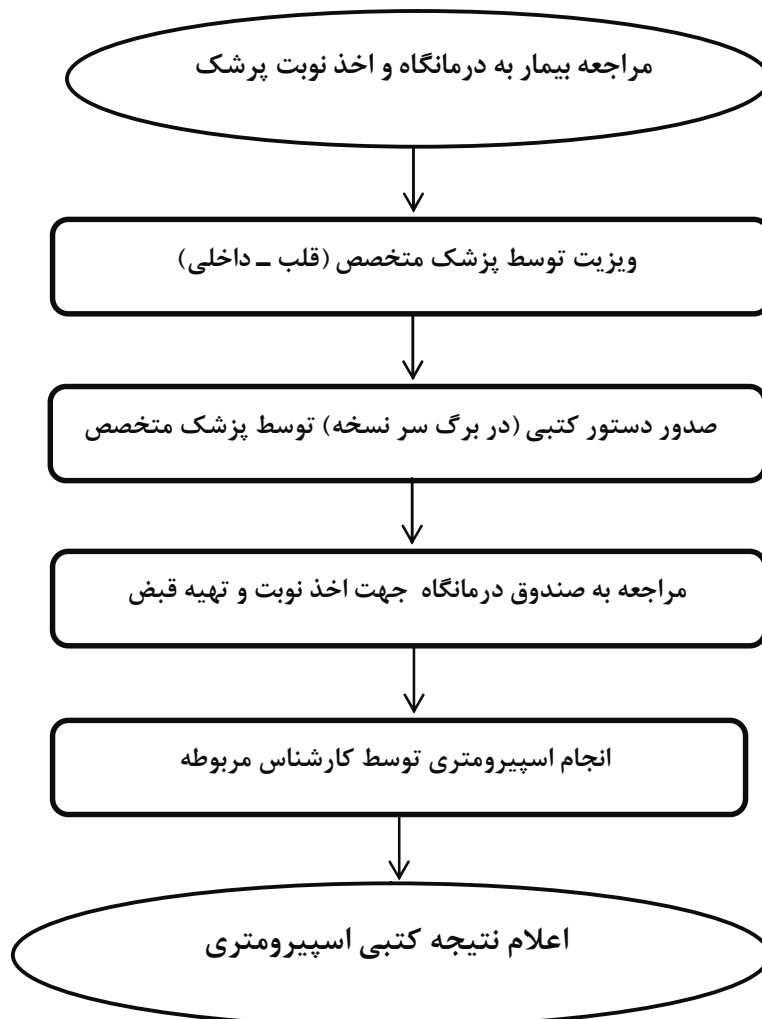 مراجعه بیمار به درمانگاه و اخذ نوبت پرشک
ویزیت توسط پزشک متخصص (قلب – داخلی)
صدور دستور کتبی (در برگ سر نسخه) توسط پزشک متخصص
مراجعه به صندوق درمانگاه جهت اخذ نوبت و تهیه قبض
انجام اسپیرومتری توسط کارشناس مربوطه
اعلام نتیجه کتبی اسپیرومتری